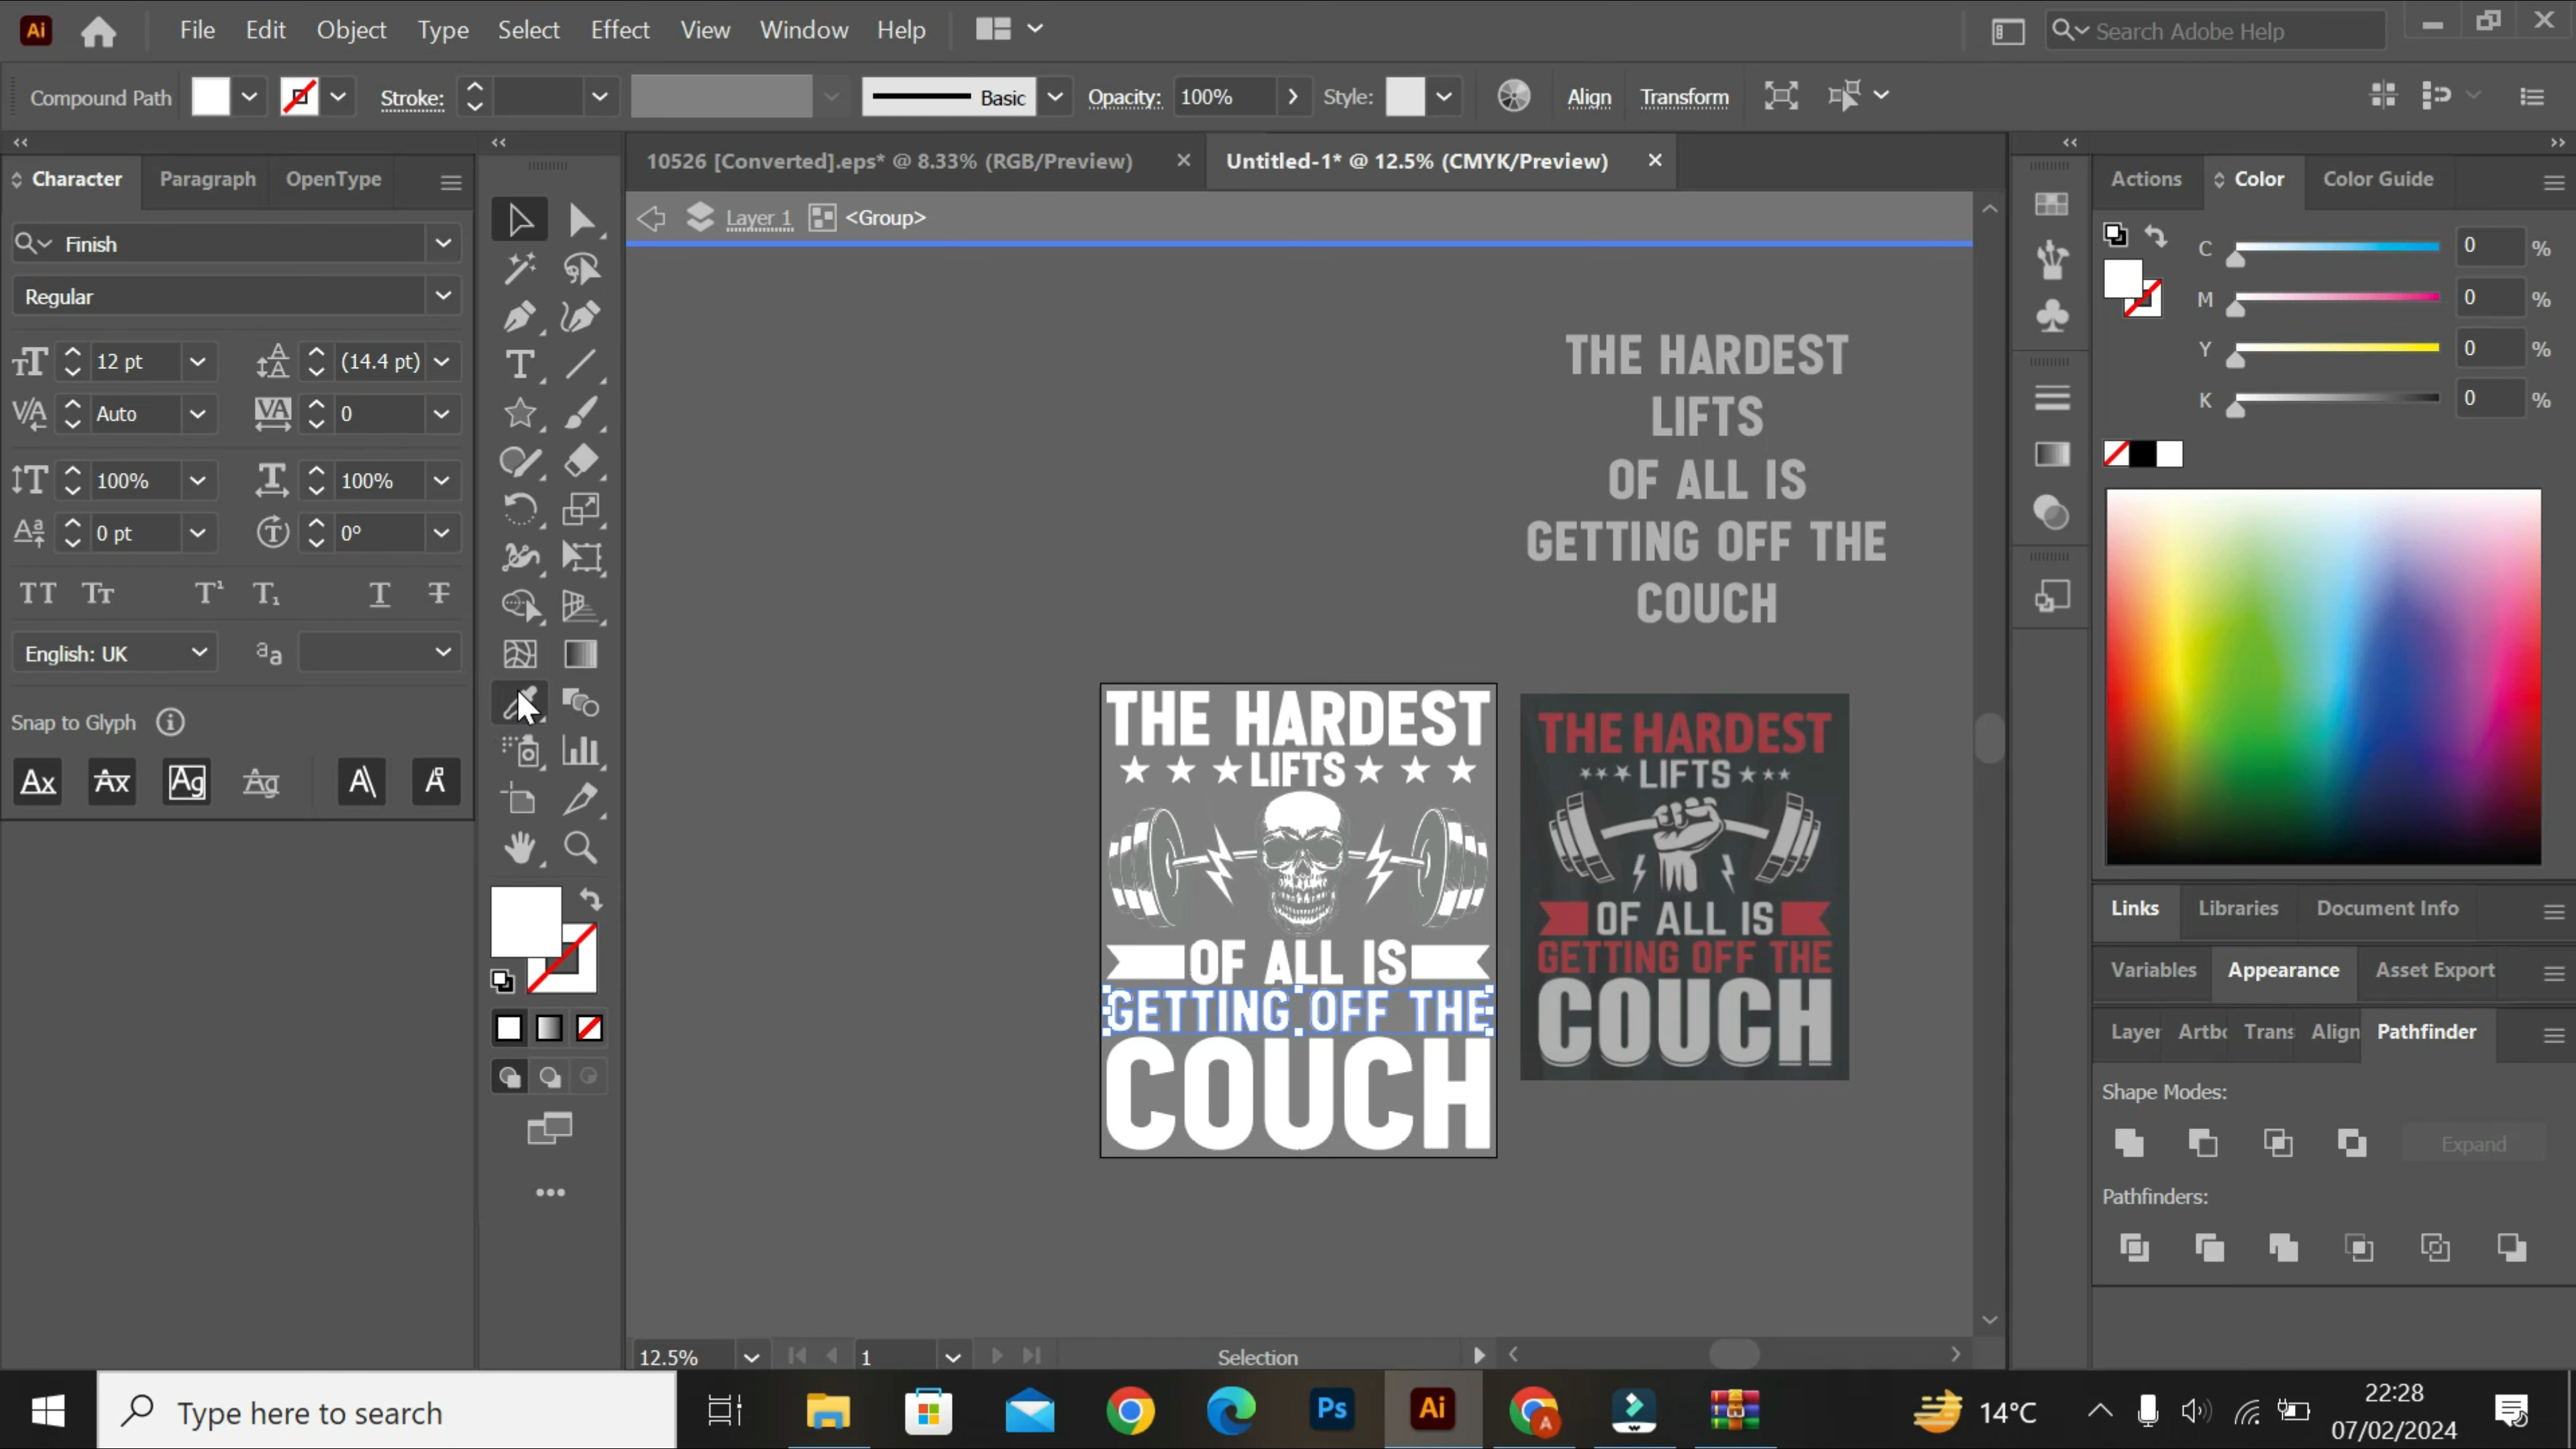 Ai File Edit Object Type Select Effect View Window Help Search Adobe Help
Compound Path Stroke: Basic Opacity: 100% Style: Align Transform
Character Paragraph OpenType
Finish
Regular
12 pt (14.4 pt)
Auto 0
100% 100%
0 pt 0°
English: UK
Snap to Glyph
10526 [Converted].eps* @ 8.33% (RGB/Preview)
Untitled-1* @ 12.5% (CMYK/Preview)
Layer 1 <Group>
THE HARDEST
LIFTS
OF ALL IS
GETTING OFF THE
COUCH
THE HARDEST
LIFTS
OF ALL IS
GETTING OFF THE
COUCH
THE HARDEST
LIFTS
OF ALL IS
GETTING OFF THE
COUCH
12.5% 1 Selection
Actions Color Color Guide
C 0 %
M 0 %
Y 0 %
K 0 %
Links Libraries Document Info
Variables Appearance Asset Export
Layer Artbo Trans Align Pathfinder
Shape Modes:
Expand
Pathfinders:
Type here to search
Ps Ai A
14°C
22:28
07/02/2024